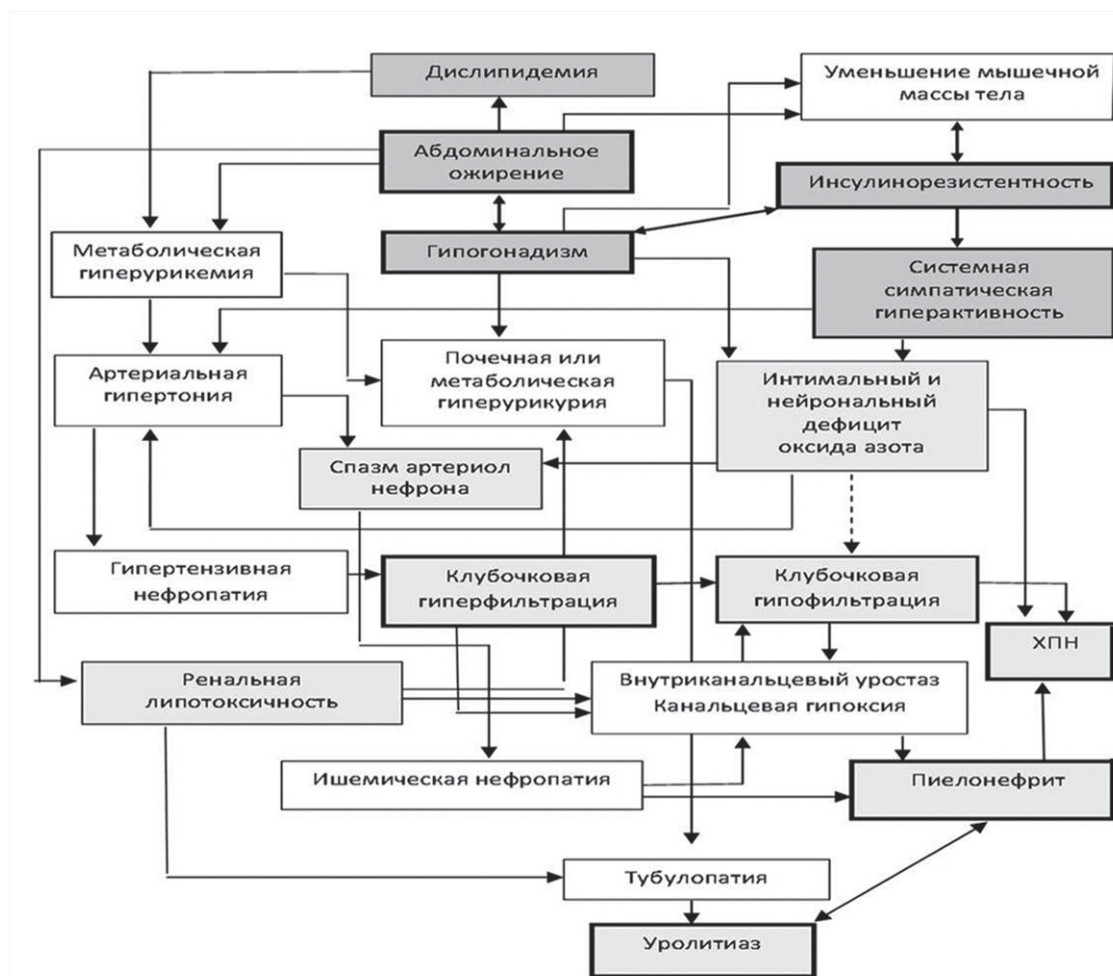 Дислипидемия
Уменьшение мышечной
массы тела
Абдоминальное
ожирение
Инсулинорезистентность
Метаболическая
гиперурикемия
Гипогонадизм
Системная
симпатическая
гиперактивность
Артериальная
гипертония
Почечная или
метаболическая
гиперурикурия
Интимальный и
нейрональный
дефицит
оксида азота
Спазм артериол
нефрона
Гипертензивная
нефропатия
Клубочковая
гиперфильтрация
Клубочковая
гипофильтрация
ХПН
Ренальная
липотоксичность
Внутриканальцевый уростаз
Канальцевая гипоксия
Ишемическая нефропатия
Пиелонефрит
Тубулопатия
Уролитиаз